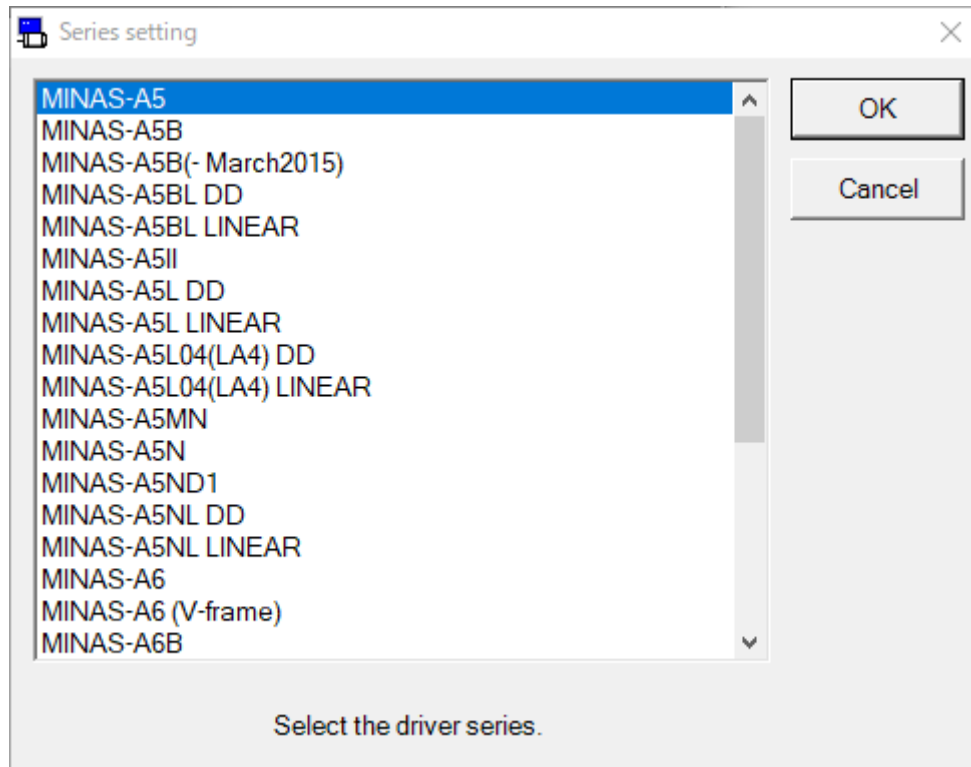 Series setting
MINAS-A5
MINAS-A5B
MINAS-A5B(- March2015)
MINAS-A5BL DD
MINAS-A5BL LINEAR
MINAS-A5II
MINAS-A5L DD
MINAS-A5L LINEAR
MINAS-A5L04(LA4) DD
MINAS-A5L04(LA4) LINEAR
MINAS-A5MN
MINAS-A5N
MINAS-A5ND1
MINAS-A5NL DD
MINAS-A5NL LINEAR
MINAS-A6
MINAS-A6 (V-frame)
MINAS-A6B
OK
Cancel
Select the driver series.